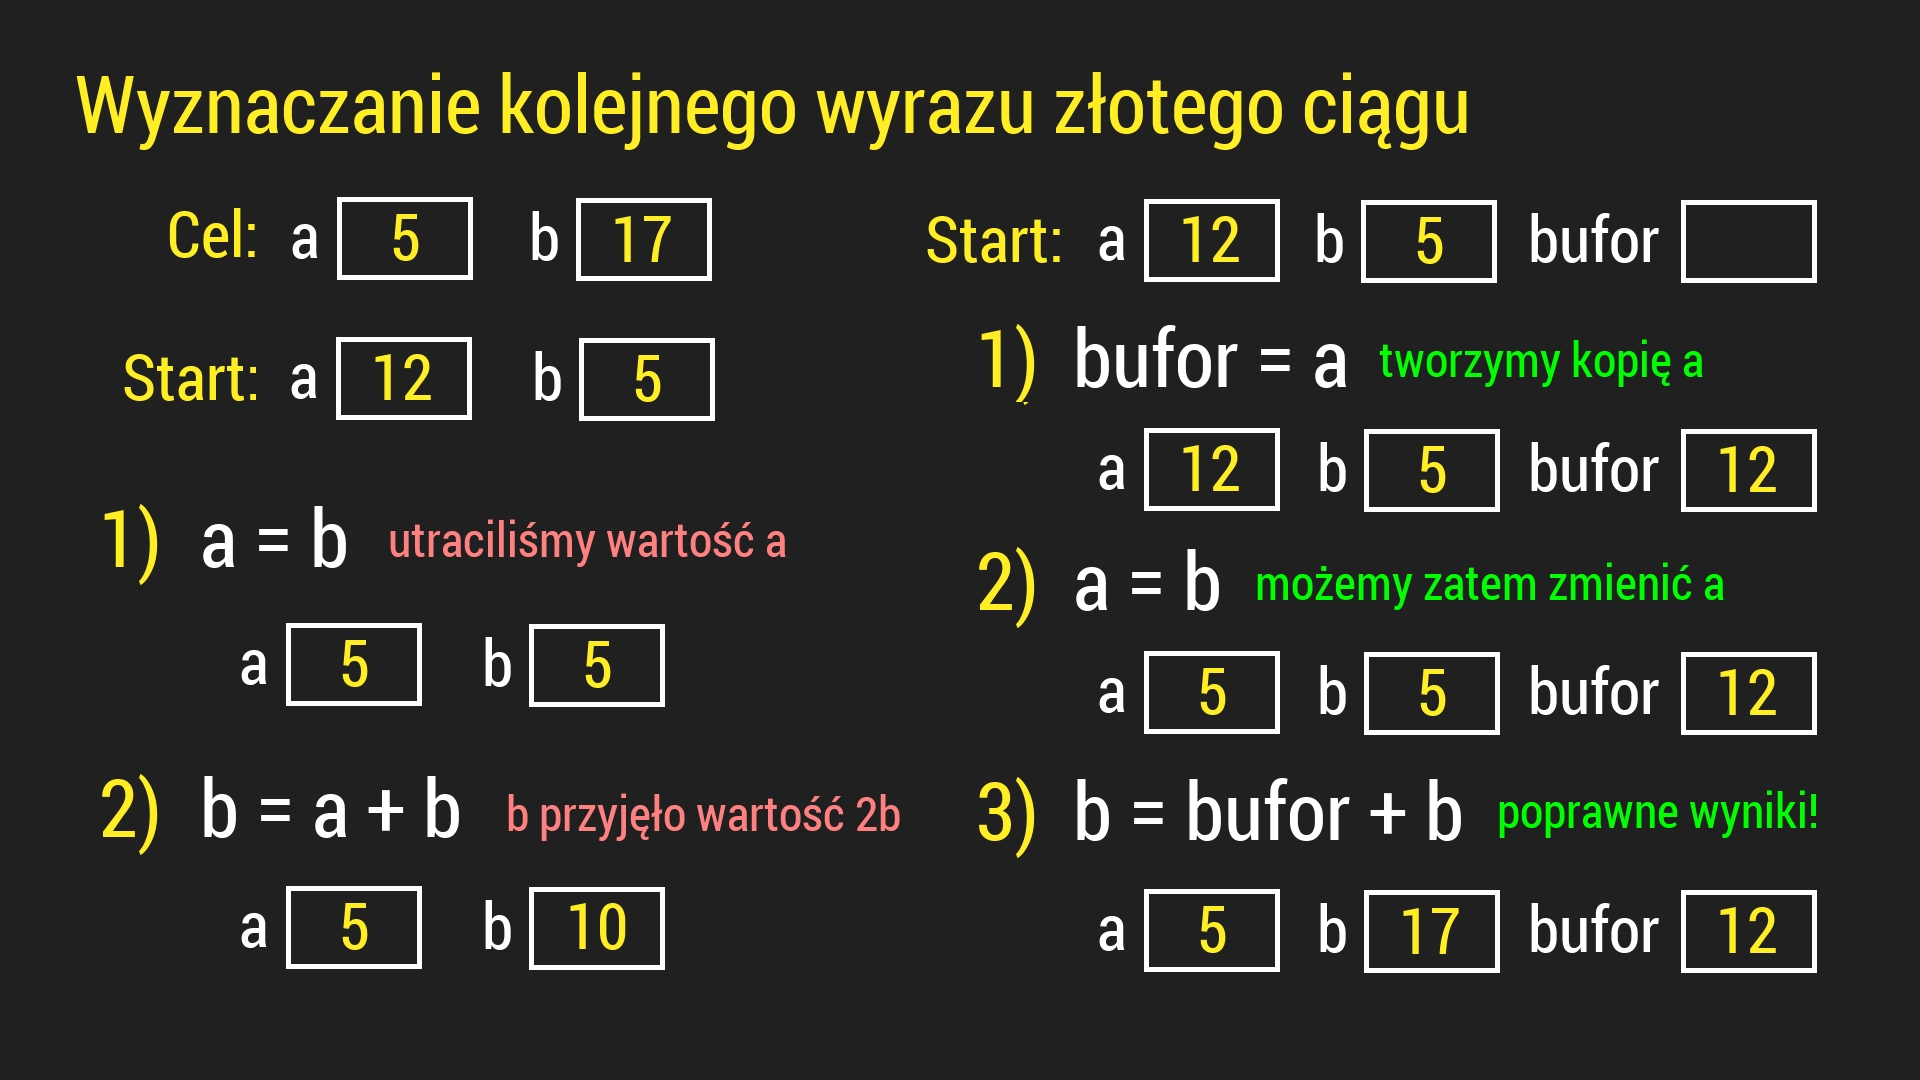 Wyznaczanie kolejnego wyrazu złotego ciągu
Cel: a 5 b 17
Start: a 12 b 5
1) a = b utraciliśmy wartość a
a 5 b 5
2) b = a + b b przyjęło wartość 2b
a 5 b 10
Start: a 12 b 5 bufor
1) bufor = a tworzymy kopię a
a 12 b 5 bufor 12
2) a = b możemy zatem zmienić a
a 5 b 5 bufor 12
3) b = bufor + b poprawne wyniki!
a 5 b 17 bufor 12